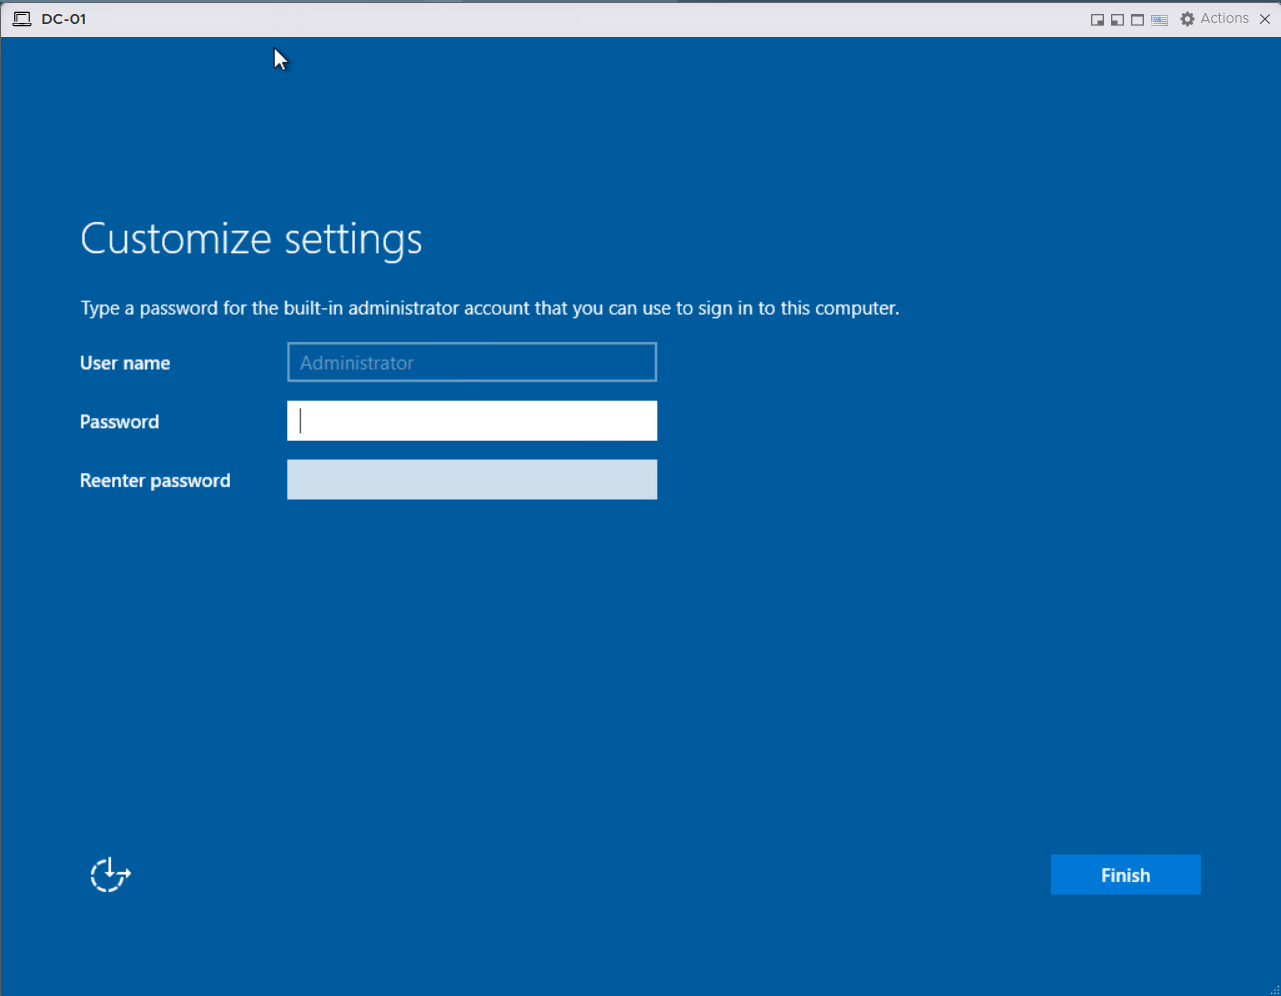 DC-01
Actions
Customize settings
Type a password for the built-in administrator account that you can use to sign in to this computer.
User name
Administrator
Password
Reenter password
Finish